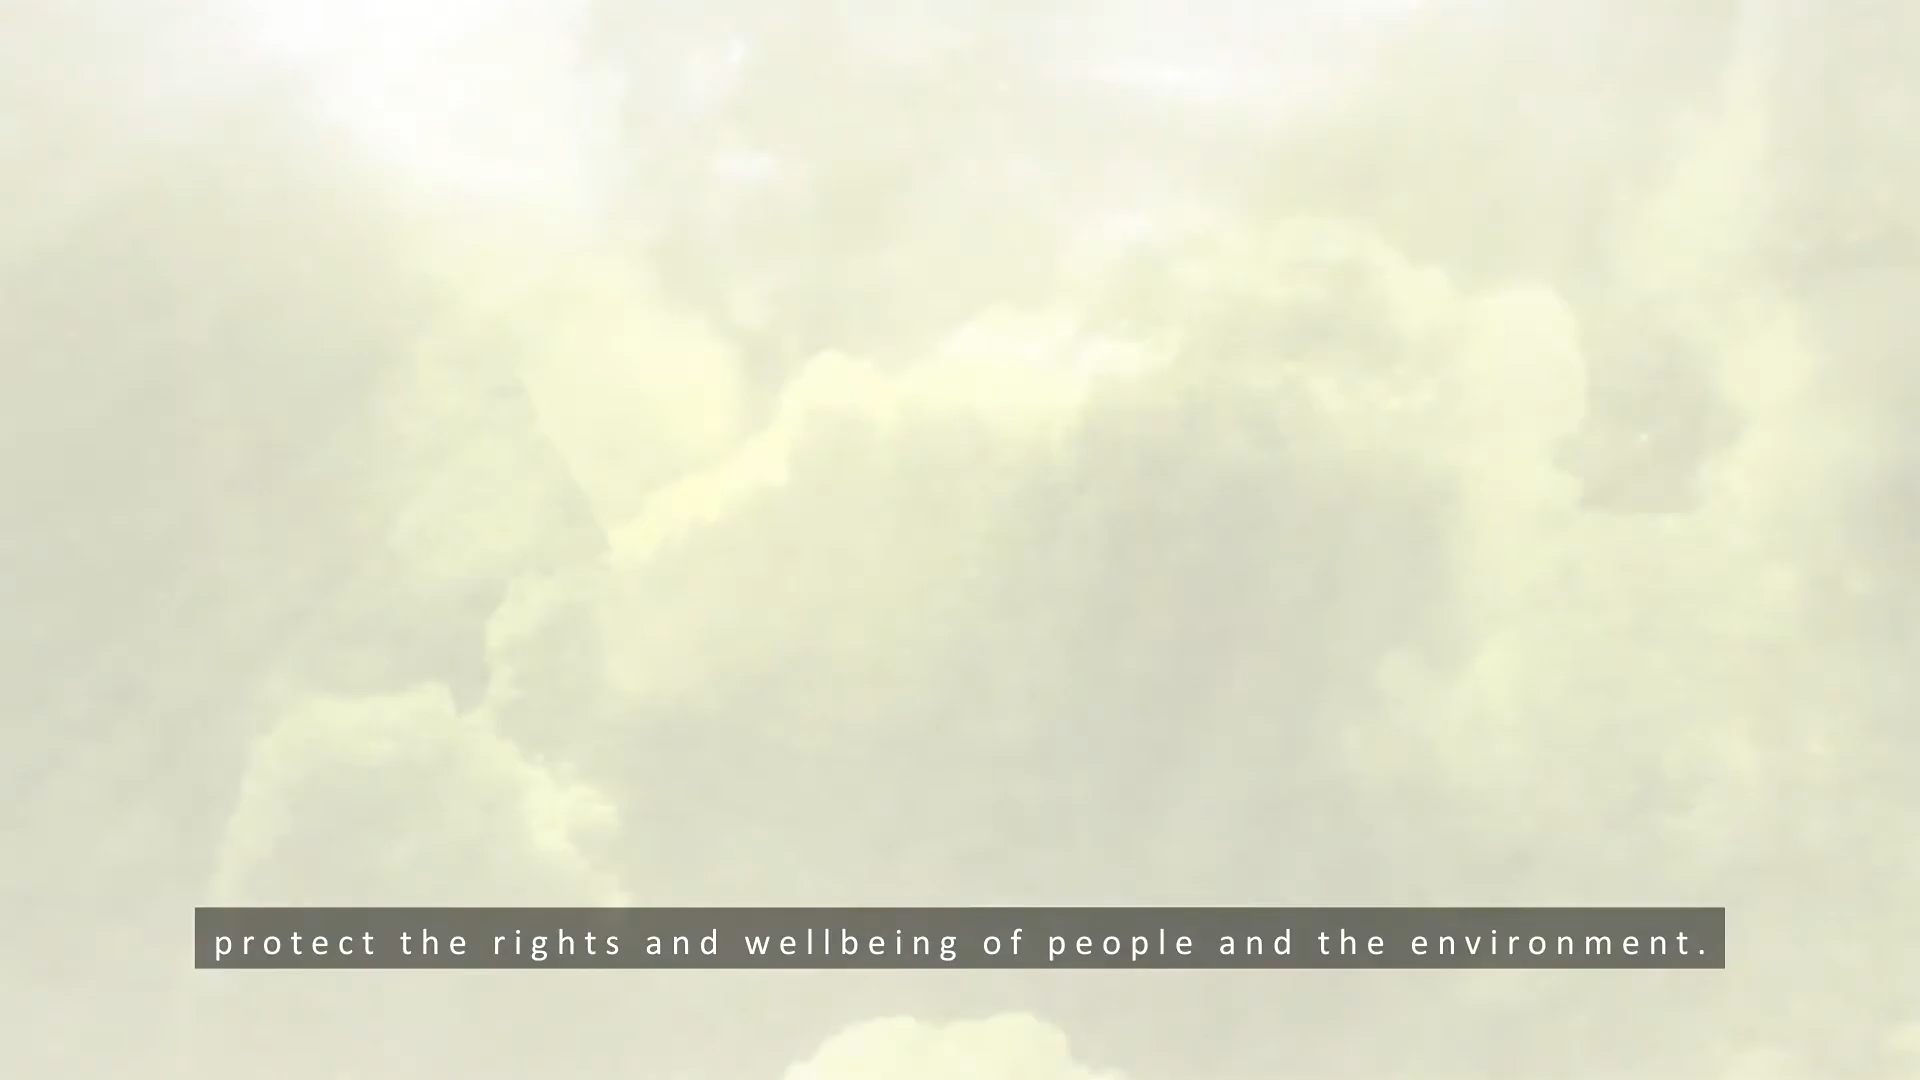 protect the rights and wellbeing of people and the environment.